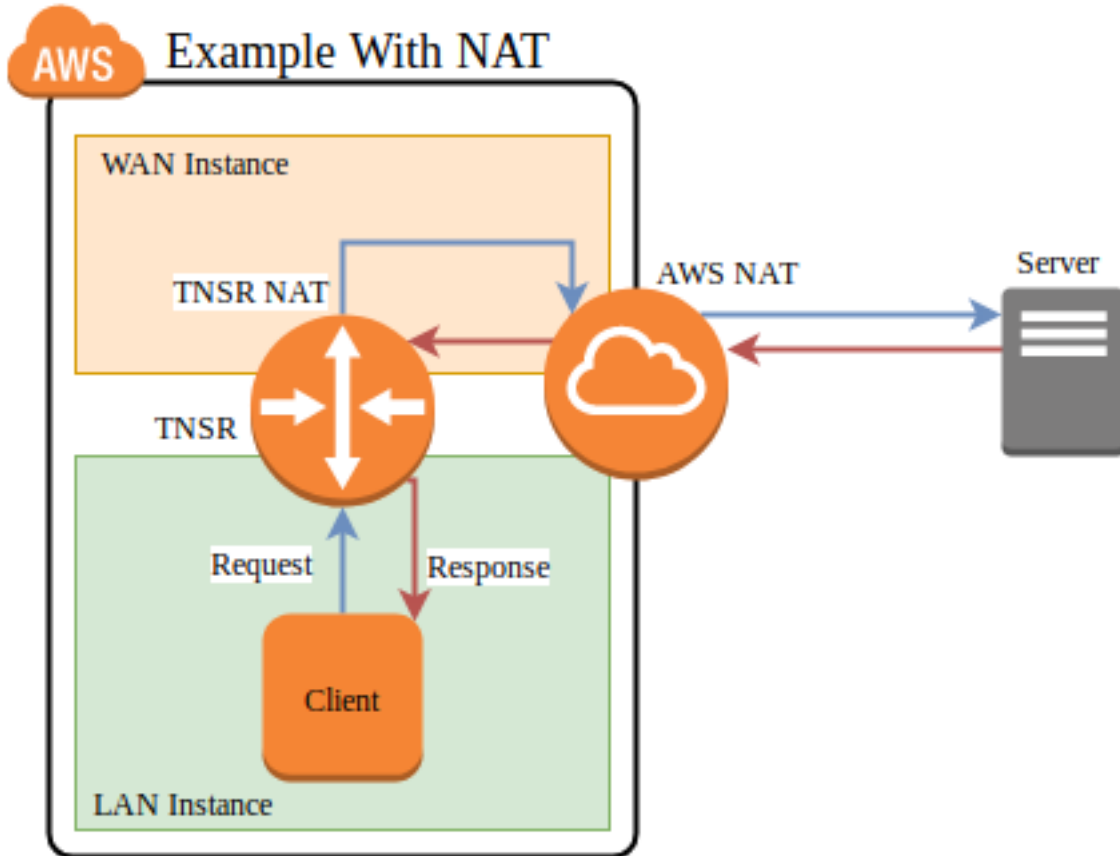 AWS
Example With NAT
WAN Instance
TNSR NAT
AWS NAT
Server
TNSR
Request
Response
Client
LAN Instance